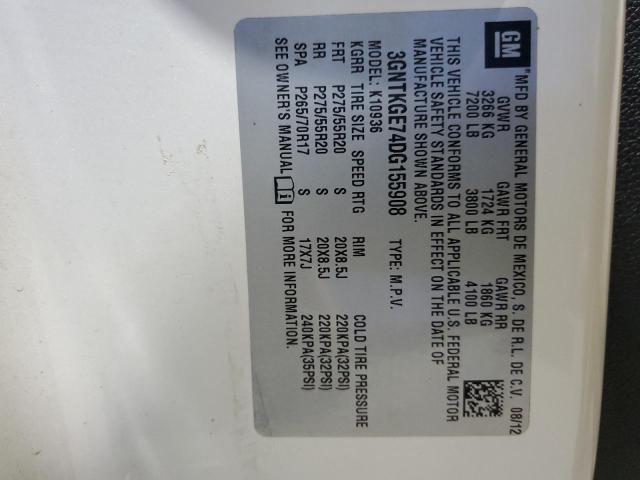 GM
MFD BY GENERAL MOTORS DE MEXICO, S. DE R.L. DE C.V. 08/12
GVWR GAWR FRT GAWR RR
3266 KG 1724 KG 1860 KG
7200 LB 3800 LB 4100 LB
THIS VEHICLE CONFORMS TO ALL APPLICABLE U.S. FEDERAL MOTOR
VEHICLE SAFETY STANDARDS IN EFFECT ON THE DATE OF
MANUFACTURE SHOWN ABOVE.
3GNTKGE74DG155908 TYPE: M.P.V.
MODEL: K10936
KGRR TIRE SIZE SPEED RTG RIM COLD TIRE PRESSURE
FRT P275/55R20 S 20X8.5J 220KPA(32PSI)
RR P275/55R20 S 20X8.5J 220KPA(32PSI)
SPA P265/70R17 S 17X7J 240KPA(35PSI)
SEE OWNER'S MANUAL FOR MORE INFORMATION.